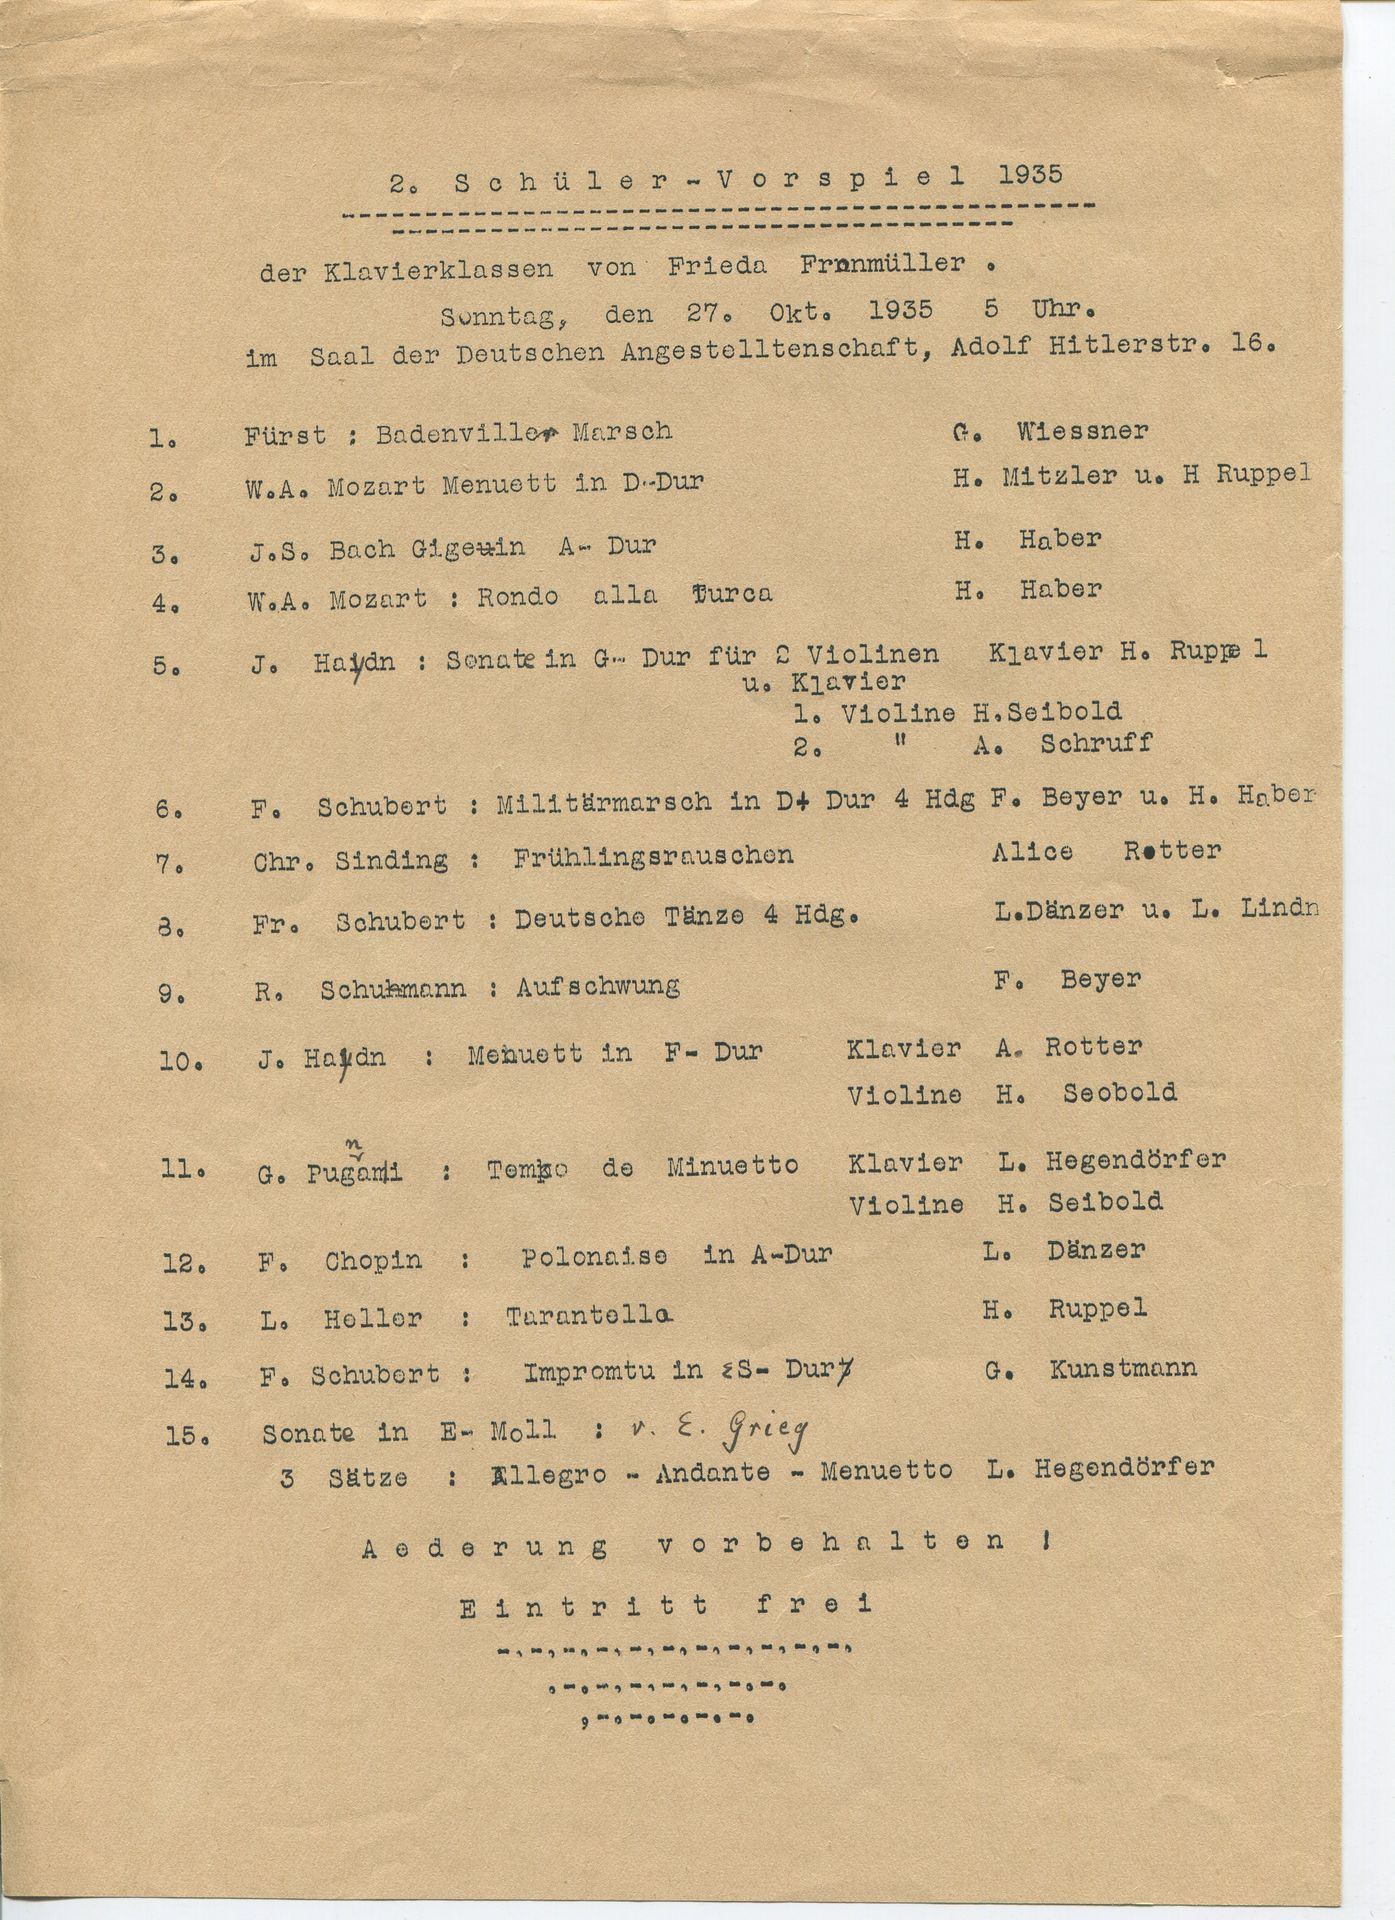 2. Schüler-Vorspiel 1935
der Klavierklassen von Frieda Fronmüller .
Sonntag, den 27. Okt. 1935 5 Uhr.
im Saal der Deutschen Angestelltenschaft, Adolf Hitlerstr. 16.
1. Fürst : Badenviller Marsch G. Wiessner
2. W.A. Mozart Menuett in D-Dur H. Mitzler u. H Ruppel
3. J.S. Bach Gige in A- Dur H. Haber
4. W.A. Mozart : Rondo alla turca H. Haber
5. J. Haydn : Sonate in G- Dur für 2 Violinen Klavier H. Ruppel
u. Klavier
1. Violine H.Seibold
2. " A. Schruff
6. F. Schubert : Militärmarsch in D+ Dur 4 Hdg F. Beyer u. H. Haber
7. Chr. Sinding : Frühlingsrauschen Alice Rotter
8. Fr. Schubert : Deutsche Tänze 4 Hdg. L.Dänzer u. L. Lindn
9. R. Schumann : Aufschwung F. Beyer
10. J. Haydn : Menuett in F- Dur Klavier A. Rotter
Violine H. Seobold
11. G. Pugnani : Tempo de Minuetto Klavier L. Hegendörfer
Violine H. Seibold
12. F. Chopin : Polonaise in A-Dur L. Dänzer
13. L. Heller : Tarantella H. Ruppel
14. F. Schubert : Impromtu in ES- Dur G. Kunstmann
15. Sonate in E- Moll : v. E. Grieg
3 Sätze : Allegro - Andante - Menuetto L. Hegendörfer
Aederung vorbehalten !
Eintritt frei